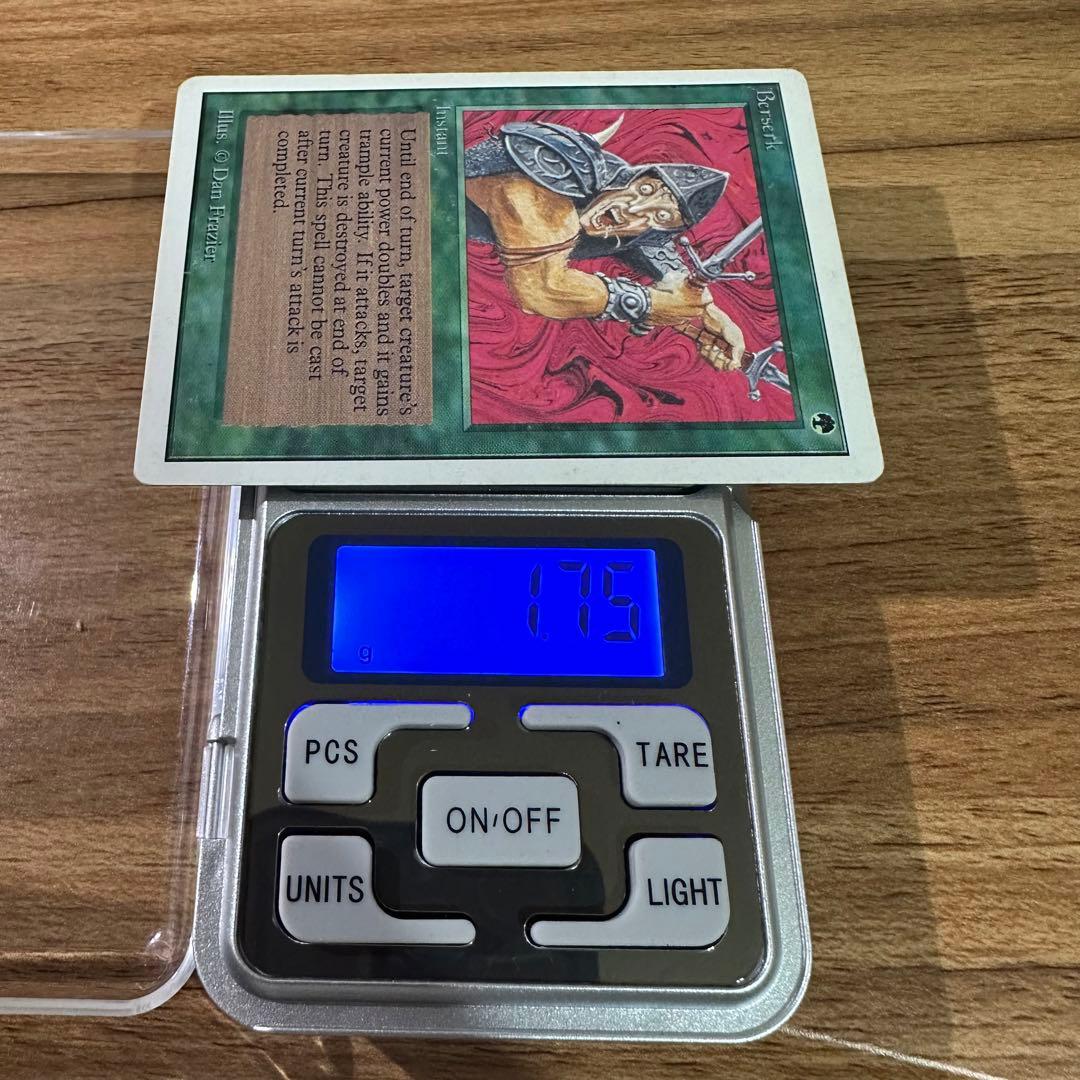 Berserk
Instant
Until end of turn, target creature's
current power doubles and it gains
trample ability. If it attacks, target
creature is destroyed at end of
turn. This spell cannot be cast
after current turn's attack is
completed.
Illus. © Dan Frazier
1.75
g
PCS
TARE
ON/OFF
UNITS
LIGHT